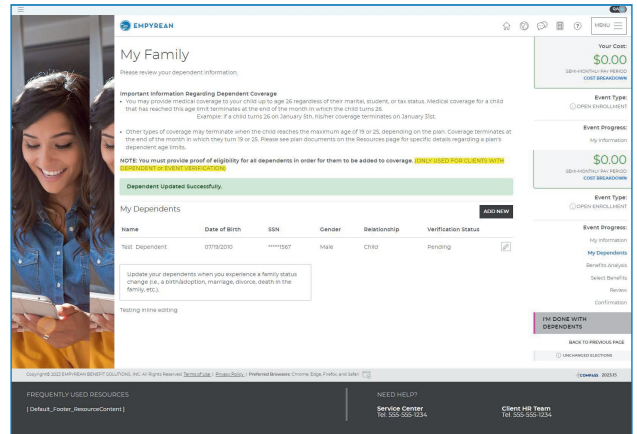 EMPYREAN
MENU
My Family
Please review your dependent information.
Important Information Regarding Dependent Coverage
• You may provide medical coverage to your child up to age 26 regardless of their marital, student, or tax status. Medical coverage for a child
that has reached this age limit terminates at the end of the month in which the child turns 26.
Example: If a child turns 26 on January 5th, his/her coverage terminates on January 31st.
• Other types of coverage may terminate when the child reaches the maximum age of 19 or 25, depending on the plan. Coverage terminates at
the end of the month in which they turn 19 or 25. Please see plan documents on the Resources page for specific details regarding a plan's
dependent age limits.
NOTE: You must provide proof of eligibility for all dependents in order for them to be added to coverage. (ONLY USED FOR CLIENTS WITH
DEPENDENT or EVENT VERIFICATION)
Dependent Updated Successfully.
My Dependents
ADD NEW
Name Date of Birth SSN Gender Relationship Verification Status
Test Dependent 07/19/2010 *****1567 Male Child Pending
Update your dependents when you experience a family status
change (i.e., a birth/adoption, marriage, divorce, death in the
family, etc.).
Testing inline editing
Your Cost:
$0.00
SEMI-MONTHLY PAY PERIOD
COST BREAKDOWN
Event Type:
OPEN ENROLLMENT
Event Progress:
My Information
$0.00
SEMI-MONTHLY PAY PERIOD
COST BREAKDOWN
Event Type:
OPEN ENROLLMENT
Event Progress:
My Information
My Dependents
Benefits Analysis
Select Benefits
Review
Confirmation
I'M DONE WITH
DEPENDENTS
BACK TO PREVIOUS PAGE
UNCHANGED ELECTIONS
Copyright© 2023 EMPYREAN BENEFIT SOLUTIONS, INC. All Rights Reserved. Terms of Use | Privacy Policy | Preferred Browsers: Chrome, Edge, Firefox, and Safari
COMPASS 2023.15
FREQUENTLY USED RESOURCES
[ Default_Footer_ResourceContent ]
NEED HELP?
Service Center
Tel: 555-555-1234
Client HR Team
Tel: 555-555-1234